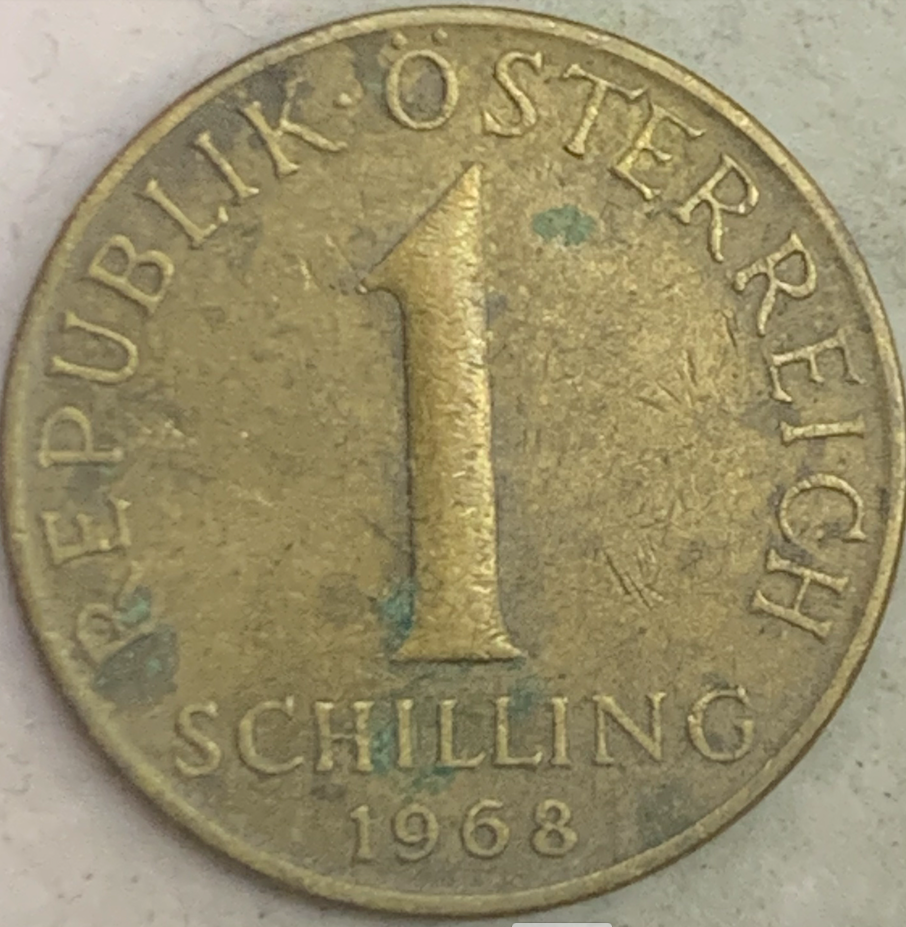 REPUBLIK·ÖSTERREICH
1
SCHILLING
1968